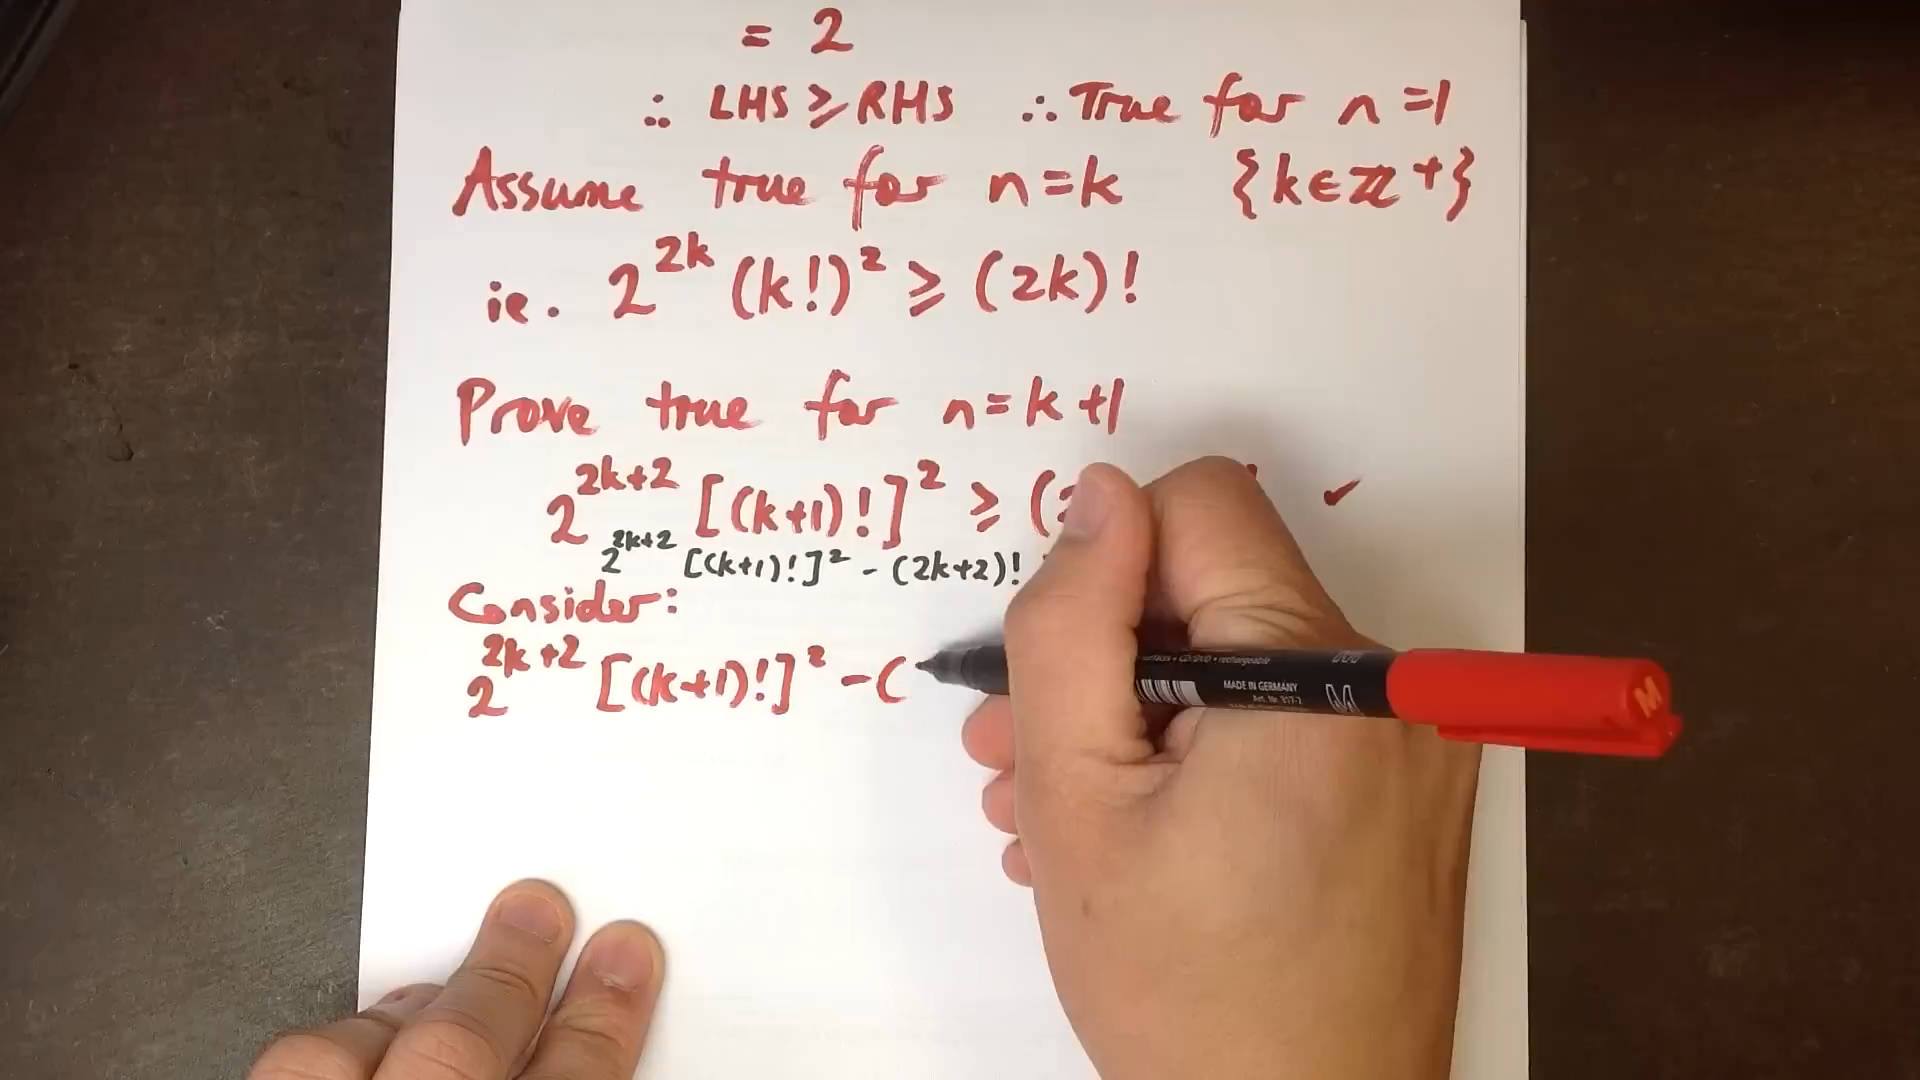 = 2
∴ LHS ≥ RHS ∴ True for n=1
Assume true for n=k {k∈ℤ+}
ie. 2^2k (k!)^2 ≥ (2k)!
Prove true for n=k+1
2^2k+2 [(k+1)!]^2 ≥ ( ✓
2^2k+2 [(k+1)!]^2 - (2k+2)!
Consider:
2^2k+2 [(k+1)!]^2 - (
MADE IN GERMANY
M